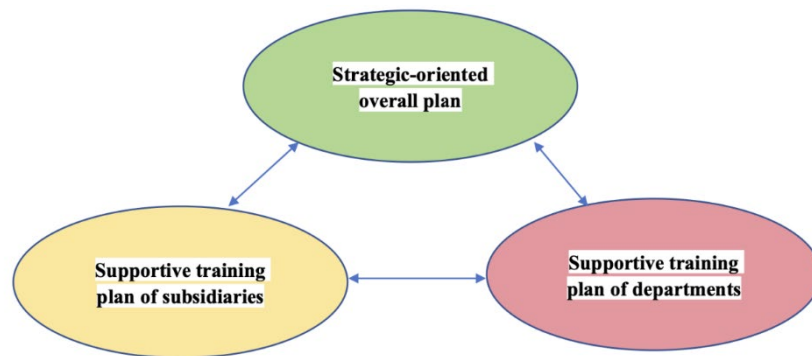 Strategic-oriented
overall plan
Supportive training
plan of subsidiaries
Supportive training
plan of departments